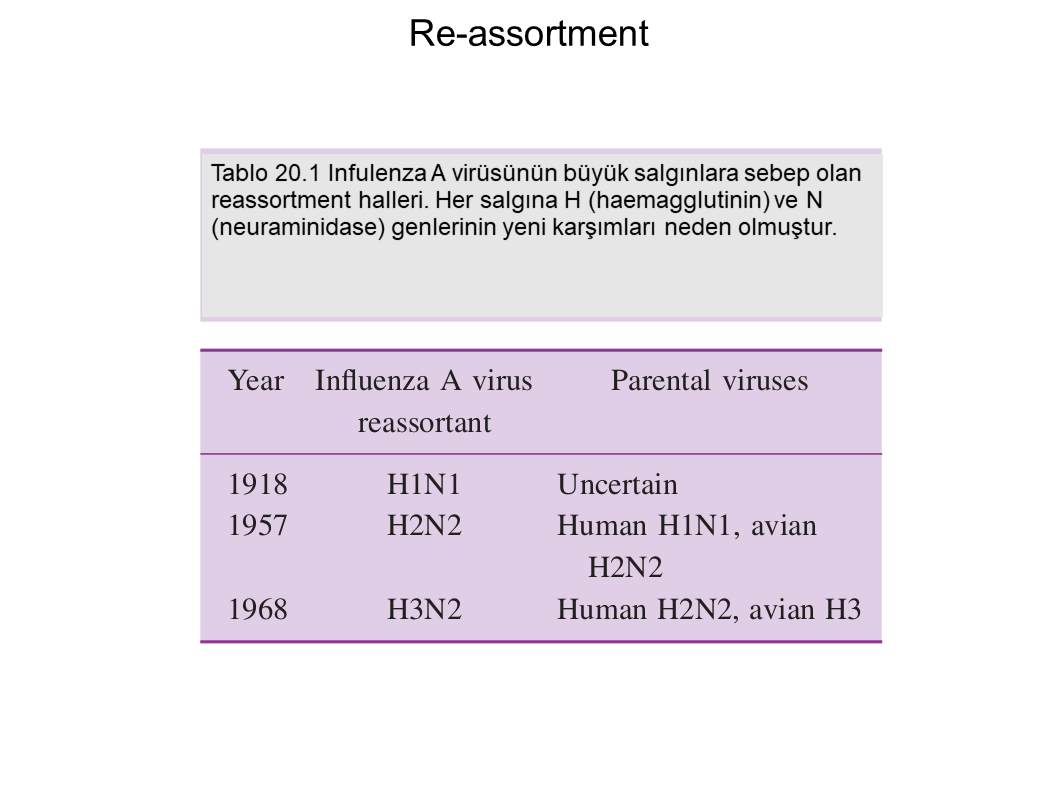 Re-assortment
Tablo 20.1 Infulenza A virüsünün büyük salgınlara sebep olan
reassortment halleri. Her salgına H (haemagglutinin) ve N
(neuraminidase) genlerinin yeni karşımları neden olmuştur.
Year Influenza A virus Parental viruses
reassortant
1918 H1N1 Uncertain
1957 H2N2 Human H1N1, avian
H2N2
1968 H3N2 Human H2N2, avian H3